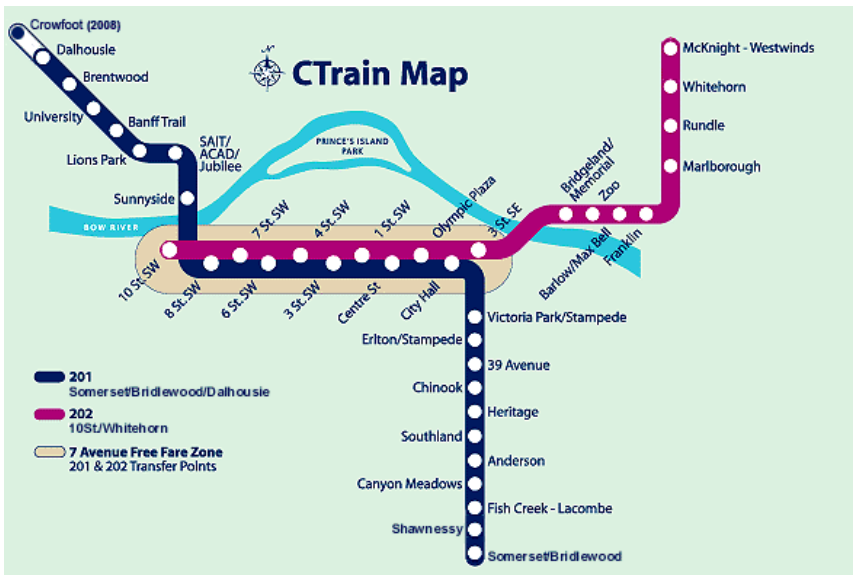 Crowfoot (2008)
Dalhousle
Brentwood
University
Banff Trail
Lions Park
SAIT/
ACAD/
Jubilee
Sunnyside
N
CTrain Map
PRINCE'S ISLAND
PARK
BOW RIVER
McKnight - Westwinds
Whitehorn
Rundle
Marlborough
Bridgeland/
Memorial
Zoo
Barlow/Max Bell
Franklin
10 St. SW
8 St. SW
7 St. SW
6 St. SW
4 St. SW
3 St. SW
1 St. SW
Centre St
Olympic Plaza
City Hall
3 St. SE
Victoria Park/Stampede
Erlton/Stampede
39 Avenue
Chinook
Heritage
Southland
Anderson
Canyon Meadows
Fish Creek - Lacombe
Shawnessy
Somerset/Bridlewood
201
Somerset/Bridlewood/Dalhousie
202
10St/Whitehorn
7 Avenue Free Fare Zone
201 & 202 Transfer Points